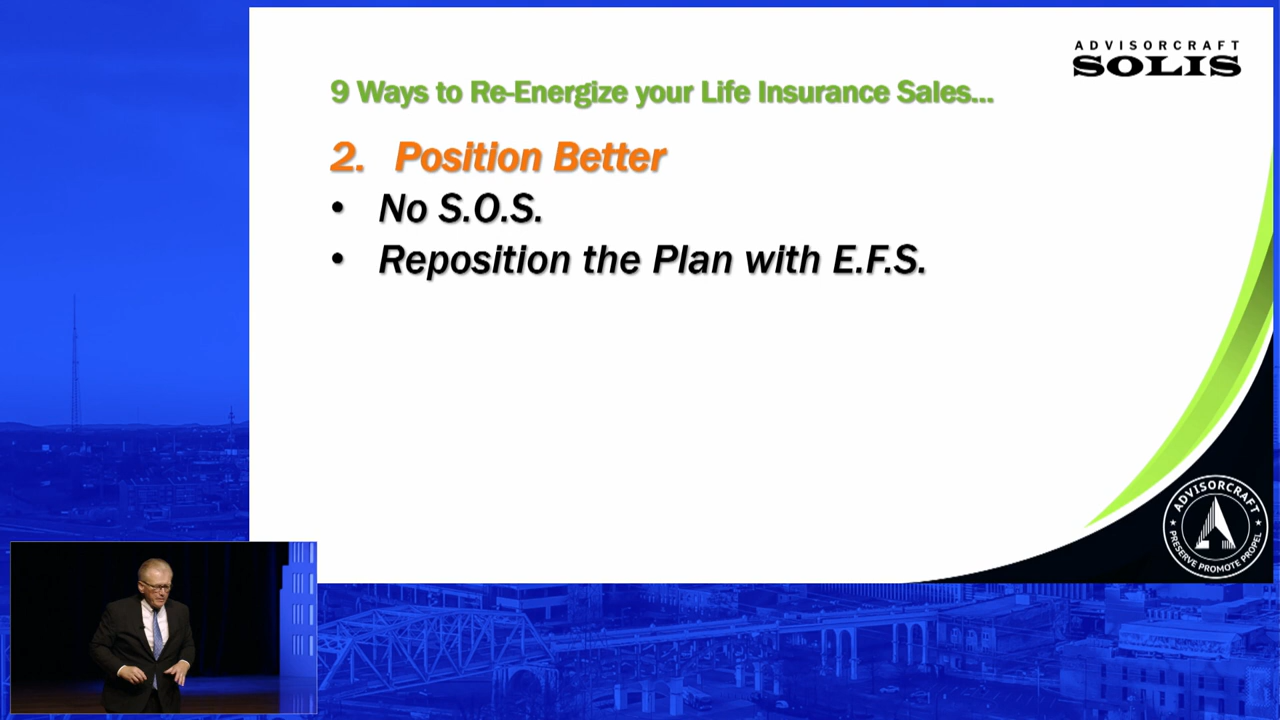 ADVISORCRAFT
SOLIS
9 Ways to Re-Energize your Life Insurance Sales...
2. Position Better
• No S.O.S.
• Reposition the Plan with E.F.S.
ADVISORCRAFT
PRESERVE PROMOTE PROPEL